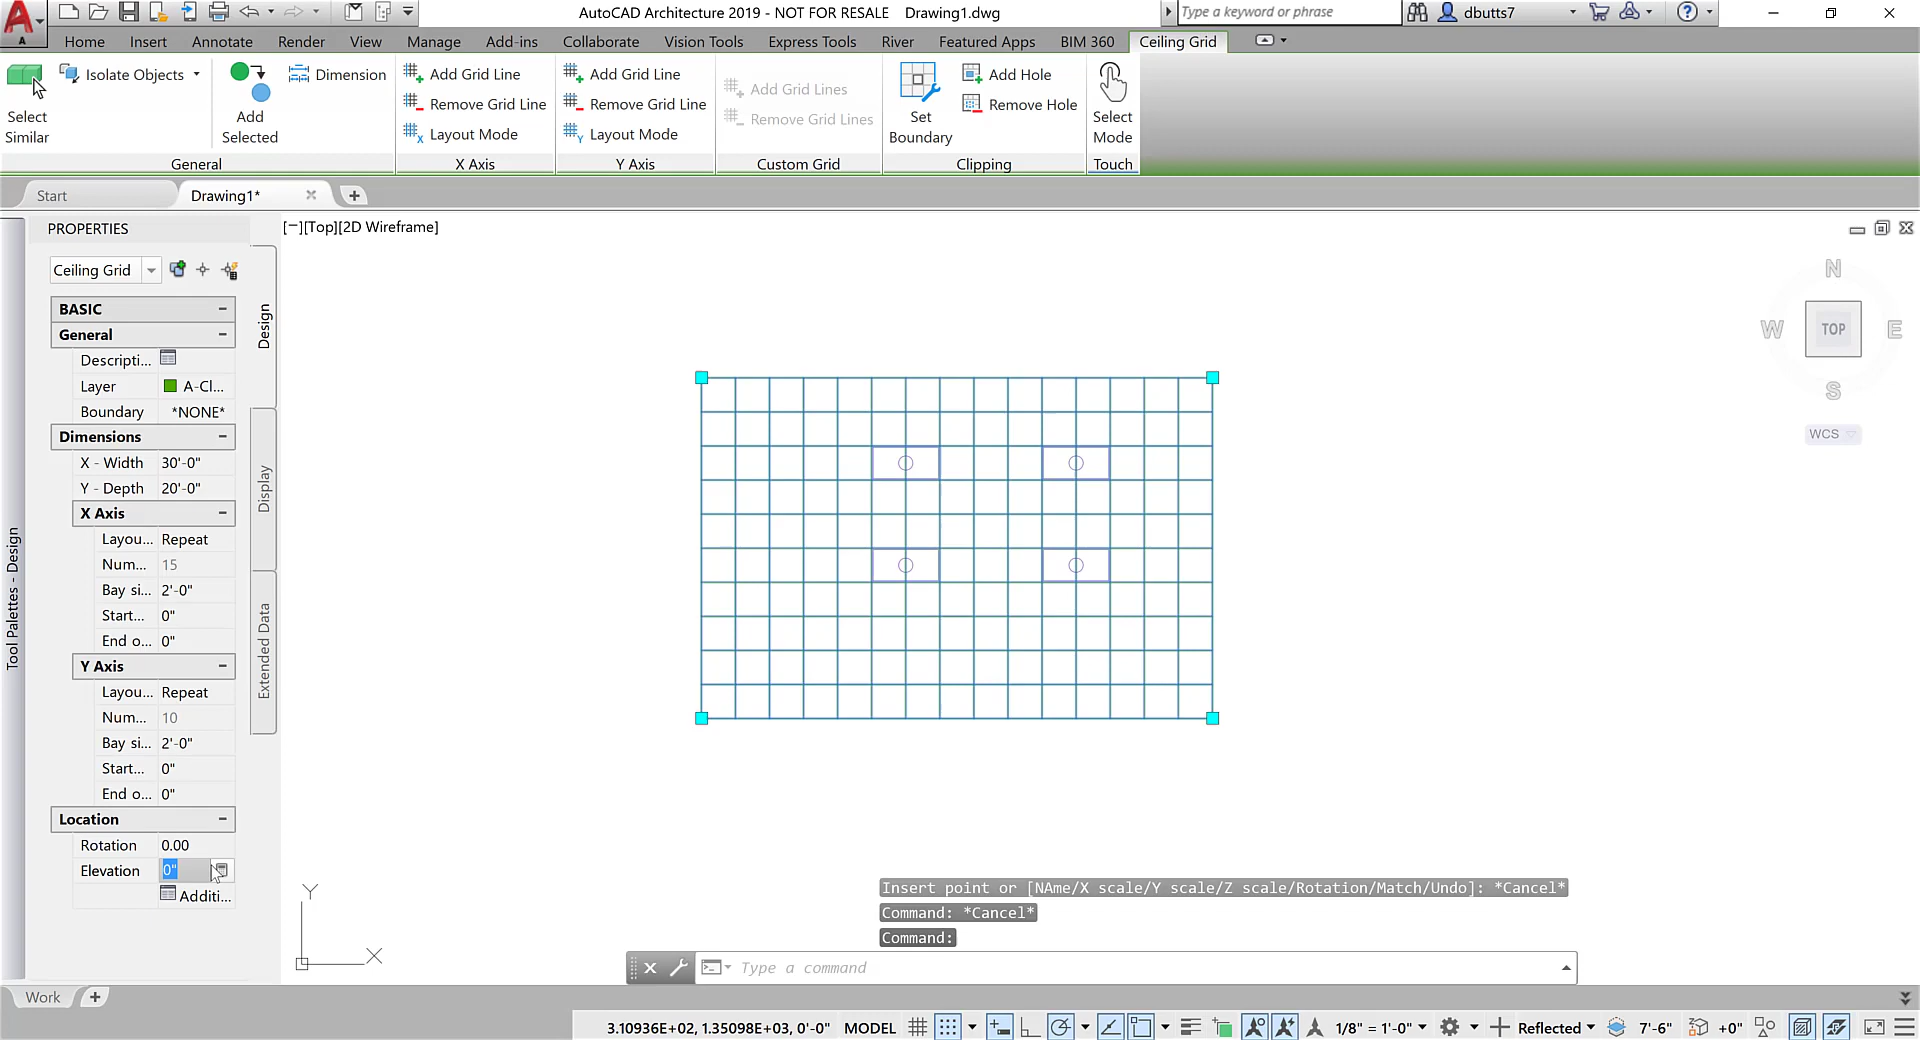 AutoCAD Architecture 2019 - NOT FOR RESALE Drawing1.dwg
Type a keyword or phrase
dbutts7
Home Insert Annotate Render View Manage Add-ins Collaborate Vision Tools Express Tools River Featured Apps BIM 360 Ceiling Grid
Select Similar
Isolate Objects
Add Selected
Dimension
General
Add Grid Line
Remove Grid Line
Layout Mode
X Axis
Add Grid Line
Remove Grid Line
Layout Mode
Y Axis
Add Grid Lines
Remove Grid Lines
Custom Grid
Set Boundary
Add Hole
Remove Hole
Clipping
Select Mode
Touch
Start Drawing1*
PROPERTIES
Ceiling Grid
BASIC
General
Descripti...
Layer A-Cl...
Boundary *NONE*
Dimensions
X - Width 30'-0"
Y - Depth 20'-0"
X Axis
Layou... Repeat
Num... 15
Bay si... 2'-0"
Start... 0"
End o... 0"
Y Axis
Layou... Repeat
Num... 10
Bay si... 2'-0"
Start... 0"
End o... 0"
Location
Rotation 0.00
Elevation 0"
Additi...
Design
Display
Extended Data
Tool Palettes - Design
[−][Top][2D Wireframe]
N
W TOP E
S
WCS
Y
X
Insert point or [NAme/X scale/Y scale/Z scale/Rotation/Match/Undo]: *Cancel*
Command: *Cancel*
Command:
Type a command
Work
3.10936E+02, 1.35098E+03, 0'-0" MODEL 1/8" = 1'-0" Reflected 7'-6" +0"